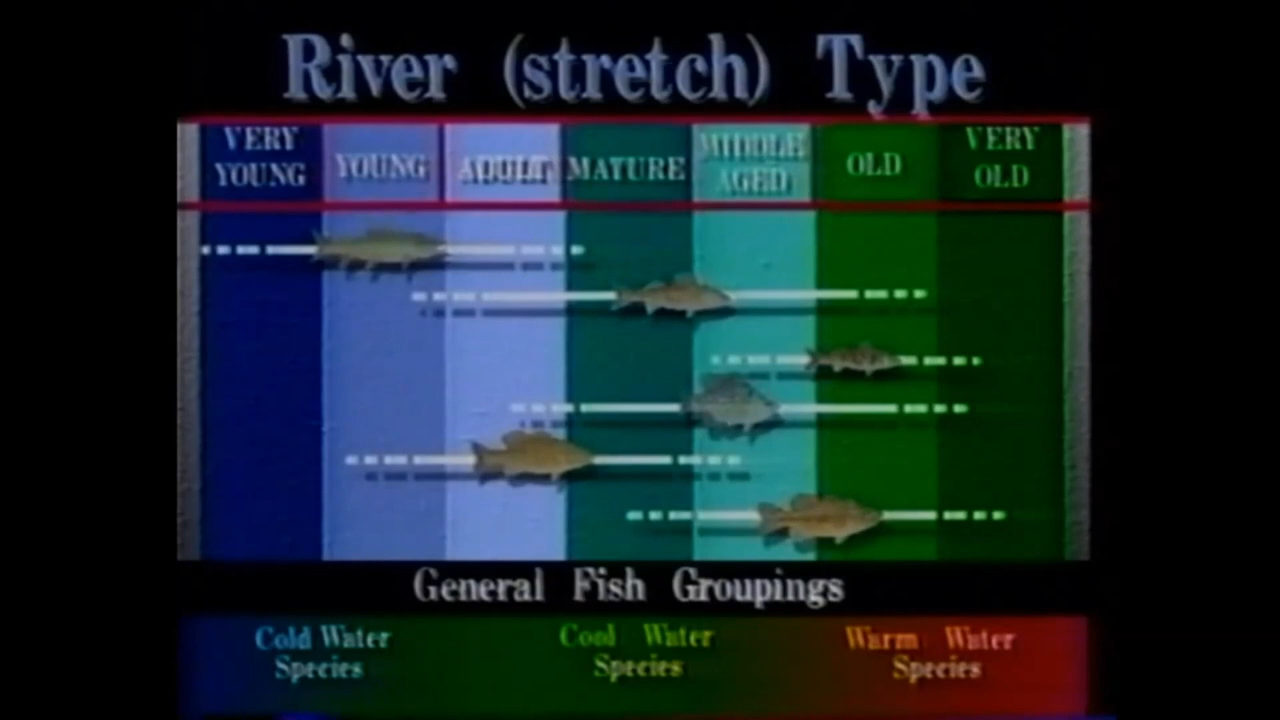 River (stretch) Type
VERY YOUNG
YOUNG
ADULT
MATURE
MIDDLE AGED
OLD
VERY OLD
General Fish Groupings
Cold Water Species
Cool Water Species
Warm Water Species